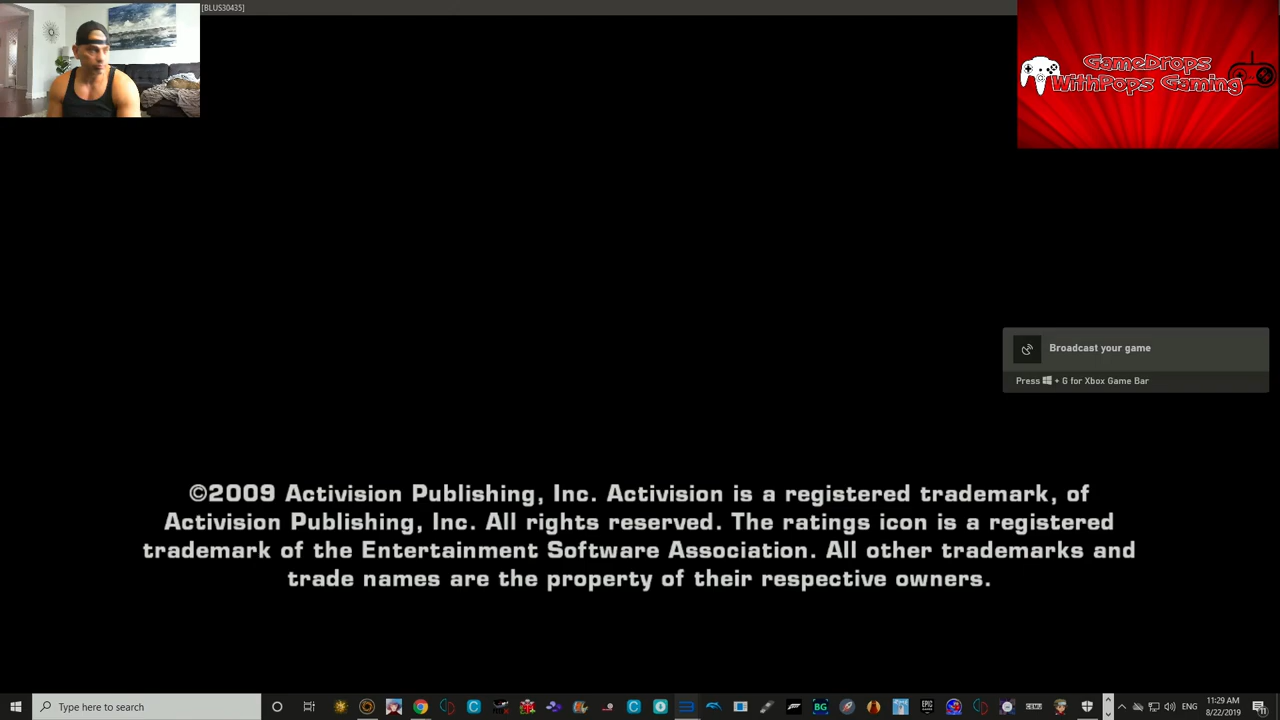 [BLUS30435]
GameDrops
WithPops Gaming
Broadcast your game
Press + G for Xbox Game Bar
©2009 Activision Publishing, Inc. Activision is a registered trademark, of
Activision Publishing, Inc. All rights reserved. The ratings icon is a registered
trademark of the Entertainment Software Association. All other trademarks and
trade names are the property of their respective owners.
Type here to search
BG
EPIC
ENG
11:29 AM
8/22/2019